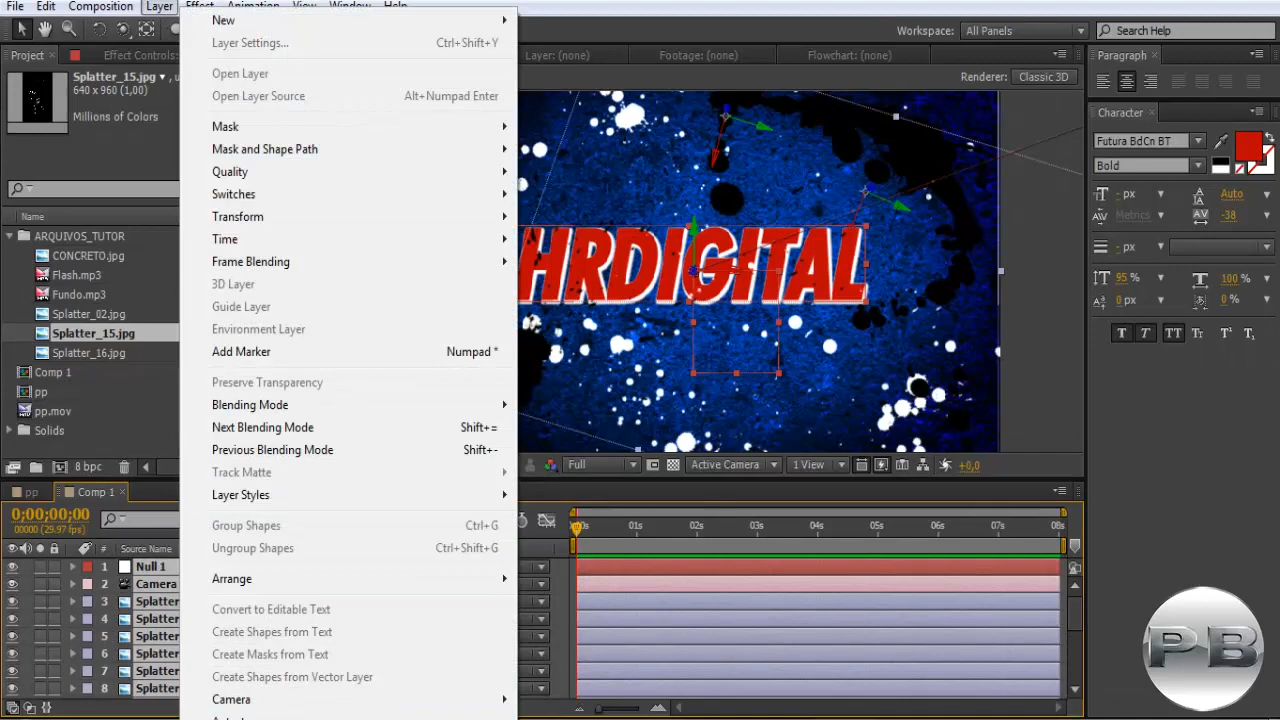 File Edit Composition Layer Effect Animation View Window Help
Workspace: All Panels Search Help
Project Effect Controls: Layer: (none) Footage: (none) Flowchart: (none) Paragraph
Splatter_15.jpg ▾ , u
640 x 960 (1,00)
Millions of Colors
Renderer: Classic 3D
Character
Futura BdCn BT
Bold
- px Auto
Metrics -38
- px
95 % 100 %
0 px 0 %
T T TT Tr T¹ T₁
Name
ARQUIVOS_TUTOR
CONCRETO.jpg
Flash.mp3
Fundo.mp3
Splatter_02.jpg
Splatter_15.jpg
Splatter_16.jpg
Comp 1
pp
pp.mov
Solids
8 bpc
New
Layer Settings... Ctrl+Shift+Y
Open Layer
Open Layer Source Alt+Numpad Enter
Mask
Mask and Shape Path
Quality
Switches
Transform
Time
Frame Blending
3D Layer
Guide Layer
Environment Layer
Add Marker Numpad *
Preserve Transparency
Blending Mode
Next Blending Mode Shift+=
Previous Blending Mode Shift+-
Track Matte
Layer Styles
Group Shapes Ctrl+G
Ungroup Shapes Ctrl+Shift+G
Arrange
Convert to Editable Text
Create Shapes from Text
Create Masks from Text
Create Shapes from Vector Layer
Camera
HRDIGITAL
Full Active Camera 1 View +0,0
pp Comp 1
0;00;00;00
00000 (29.97 fps)
# Source Name
1 Null 1
2 Camera
3 Splatter
4 Splatter
5 Splatter
6 Splatter
7 Splatter
8 Splatter
01s 02s 03s 04s 05s 06s 07s 08s
PB